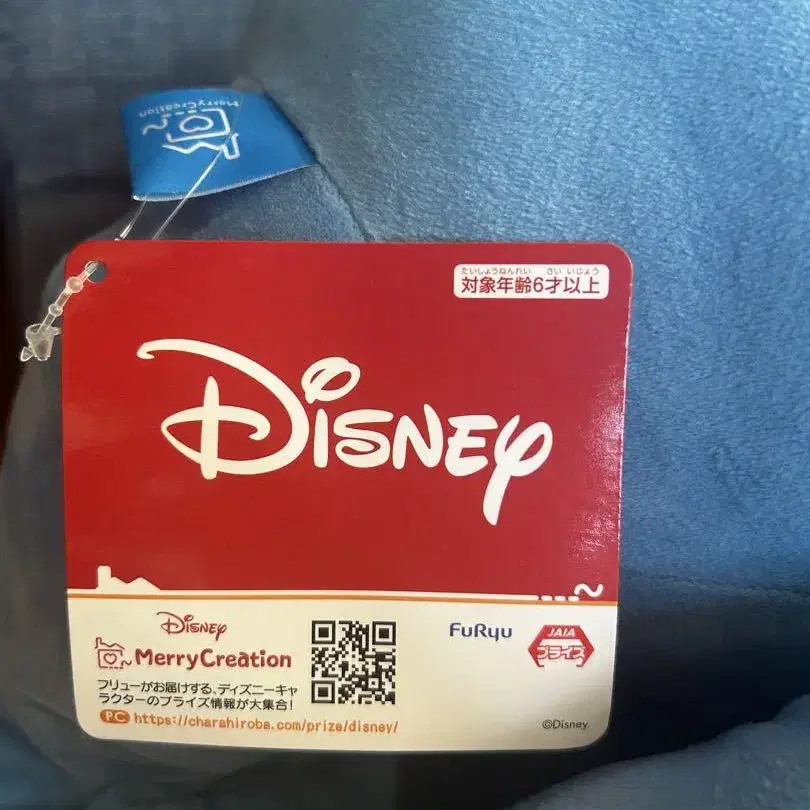 MerryCreation
たいしょうねんれい さい いじょう
対象年齢6才以上
Disney
Disney
MerryCreation
フリューがお届けする、ディズニーキャ
ラクターのプライズ情報が大集合!
PC https://charahiroba.com/prize/disney/
FuRyu
JAIA
プライズ
©Disney